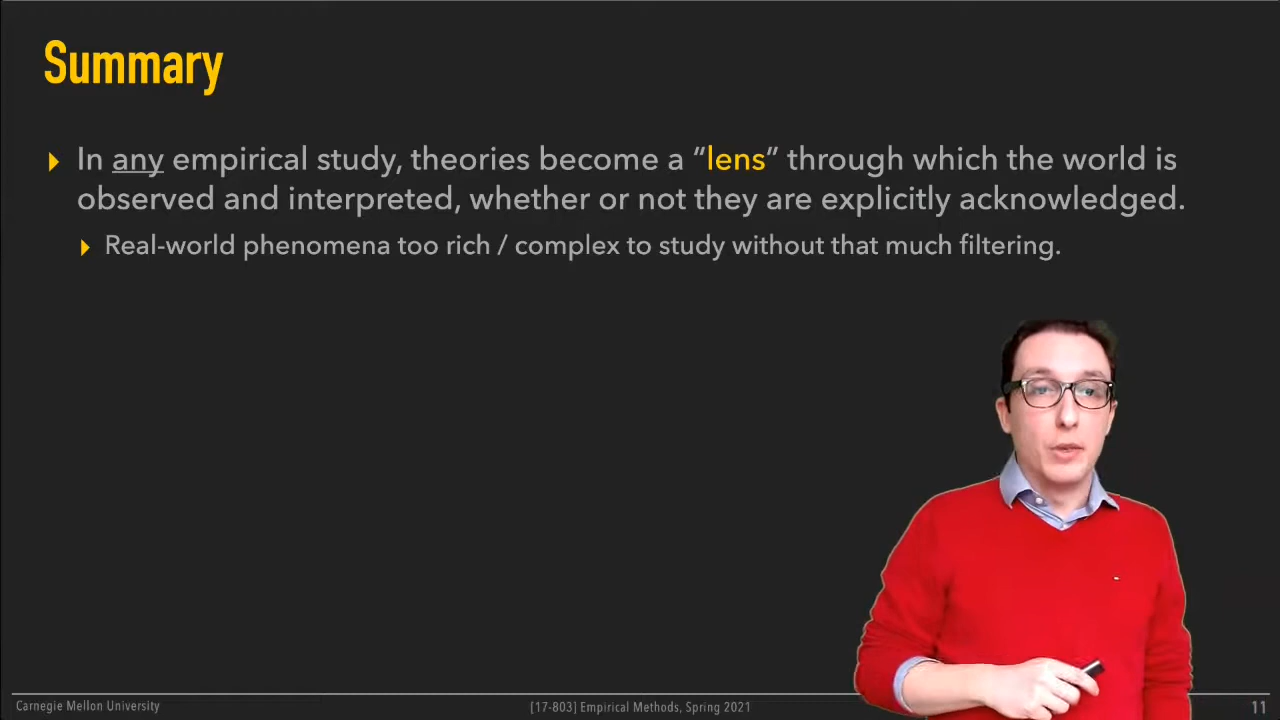 Summary
In any empirical study, theories become a “lens” through which the world is
observed and interpreted, whether or not they are explicitly acknowledged.
Real-world phenomena too rich / complex to study without that much filtering.
Carnegie Mellon University
[17-803] Empirical Methods, Spring 2021
11